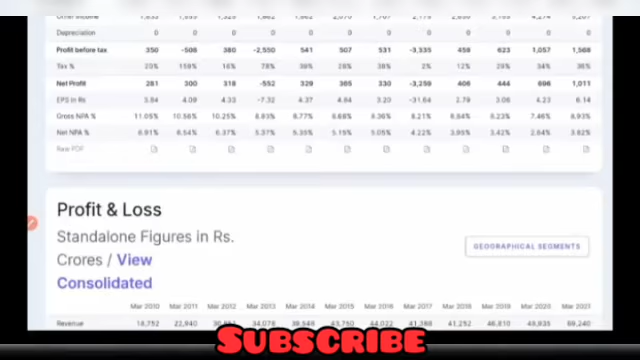 Depreciation 0 0 0 0 0 0 0 0 0 0 0 0
Profit before tax 350 -508 380 -2,550 541 507 531 -3,335 458 623 1,057 1,568
Tax % 20% 159% 16% 78% 39% 28% 38% 2% 12% 29% 34% 36%
Net Profit 281 300 318 -552 329 365 330 -3,259 406 444 696 1,011
EPS in Rs 3.84 4.09 4.33 -7.32 4.37 4.84 3.20 -31.64 2.79 3.06 4.23 6.14
Gross NPA % 11.05% 10.56% 10.25% 8.83% 8.77% 8.68% 8.36% 8.21% 6.84% 6.23% 7.46% 6.93%
Net NPA % 6.91% 6.54% 6.37% 5.37% 5.35% 5.15% 5.05% 4.22% 3.95% 3.42% 2.64% 3.82%
Raw PDF
Profit & Loss
Standalone Figures in Rs.
Crores / View
Consolidated
GEOGRAPHICAL SEGMENTS
Mar 2010 Mar 2011 Mar 2012 Mar 2013 Mar 2014 Mar 2015 Mar 2016 Mar 2017 Mar 2018 Mar 2019 Mar 2020 Mar 2021
Revenue 18,752 22,940 34,078 38,548 43,750 44,022 41,388 41,252 46,810 49,935 69,240
SUBSCRIBE